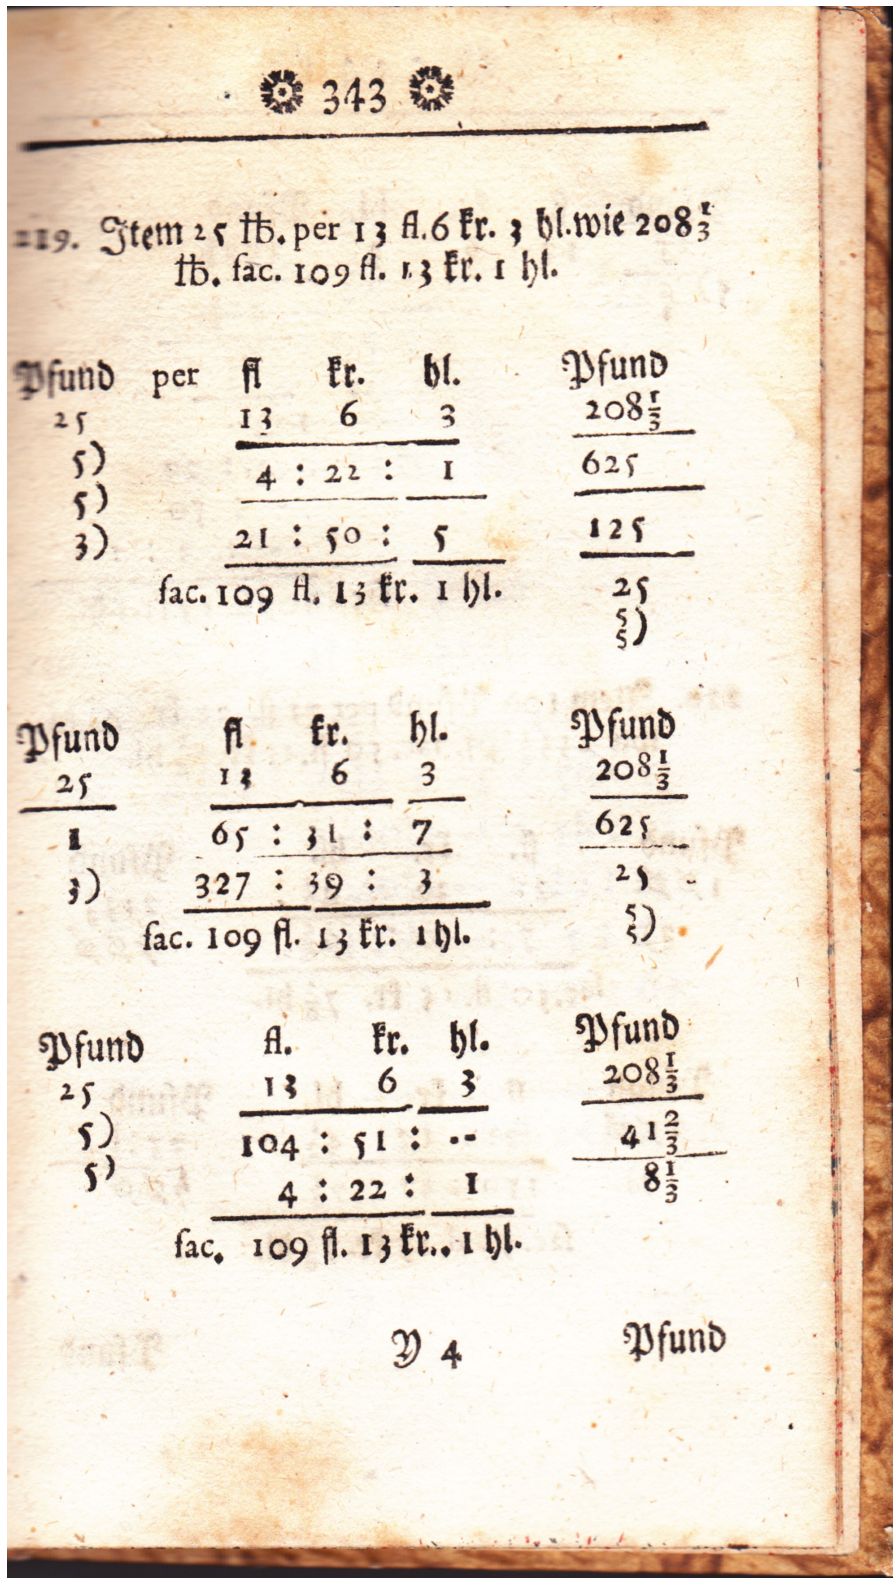 343
219. Item 25 ℔. per 13 fl. 6 kr. 3 hl. wie 208⅓
℔. fac. 109 fl. 13 kr. 1 hl.
Pfund per fl kr. hl. Pfund
25 13 6 3 208⅓
5) 4 : 22 : 1 625
5)
3) 21 : 50 : 5 125
fac. 109 fl. 13 kr. 1 hl. 25
5
5)
Pfund fl kr. hl. Pfund
25 13 6 3 208⅓
1 65 : 31 : 7 625
3) 327 : 39 : 3 25
fac. 109 fl. 13 kr. 1 hl. 5
5)
Pfund fl. kr. hl. Pfund
25 13 6 3 208⅓
5) 104 : 51 : -- 41⅔
5) 4 : 22 : 1 8⅓
fac. 109 fl. 13 kr.. 1 hl.
Y 4 Pfund